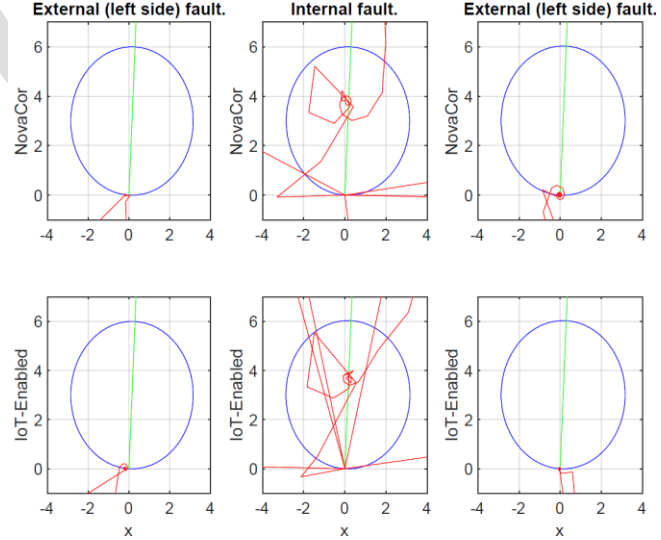 External (left side) fault. Internal fault. External (left side) fault.
NovaCor NovaCor NovaCor
6 6 6
4 4 4
2 2 2
0 0 0
-4 -2 0 2 4 -4 -2 0 2 4 -4 -2 0 2 4
IoT-Enabled IoT-Enabled IoT-Enabled
6 6 6
4 4 4
2 2 2
0 0 0
-4 -2 0 2 4 -4 -2 0 2 4 -4 -2 0 2 4
x x x